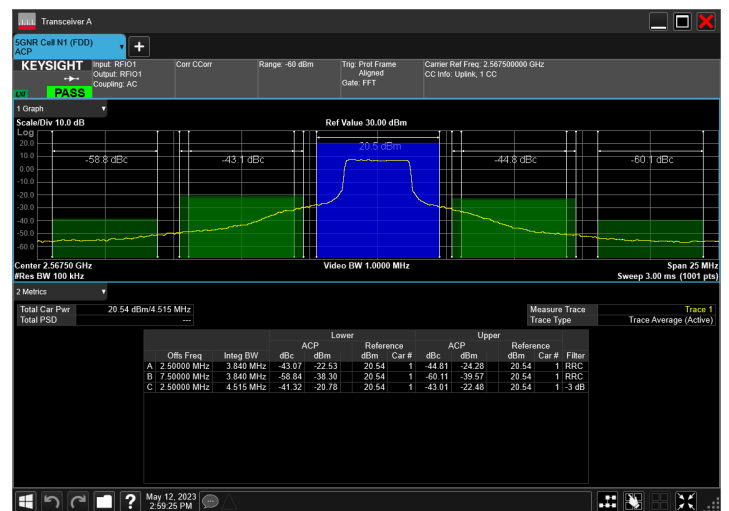 Transceiver A
5GNR Cell N1 (FDD)
ACP
KEYSIGHT
Input: RFIO1
Output: RFIO1
Coupling: AC
Corr CCorr
Range: -60 dBm
Trig: Prot Frame
Aligned
Gate: FFT
Carrier Ref Freq: 2.567500000 GHz
CC Info: Uplink, 1 CC
LXI PASS
1 Graph
Scale/Div 10.0 dB Ref Value 30.00 dBm
Log
20.0
10.0
0.00
-10.0
-20.0
-30.0
-40.0
-50.0
-60.0
-58.8 dBc -43.1 dBc 20.5 dBm -44.8 dBc -60.1 dBc
Center 2.56750 GHz Video BW 1.0000 MHz Span 25 MHz
#Res BW 100 kHz Sweep 3.00 ms (1001 pts)
2 Metrics
Total Car Pwr 20.54 dBm/4.515 MHz Measure Trace Trace 1
Total PSD --- Trace Type Trace Average (Active)
Lower Upper
ACP Reference ACP Reference
Offs Freq Integ BW dBc dBm dBm Car # dBc dBm dBm Car # Filter
A 2.50000 MHz 3.840 MHz -43.07 -22.53 20.54 1 -44.81 -24.28 20.54 1 RRC
B 7.50000 MHz 3.840 MHz -58.84 -38.30 20.54 1 -60.11 -39.57 20.54 1 RRC
C 2.50000 MHz 4.515 MHz -41.32 -20.78 20.54 1 -43.01 -22.48 20.54 1 -3 dB
May 12, 2023
2:59:25 PM